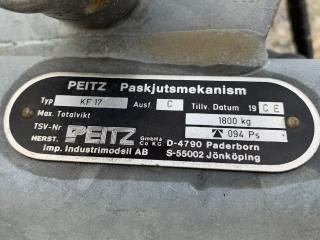 PEITZ Paskjutsmekanism
Typ KF 17 Ausf. C Tillv. Datum 19 C E
Max. Totalvikt 1800 kg
TSV-Nr. ☎ 094 Ps
HERST. PEITZ GmbH & Co KG. D-4790 Paderborn
Imp. Industrimodell AB S-55002 Jönköping